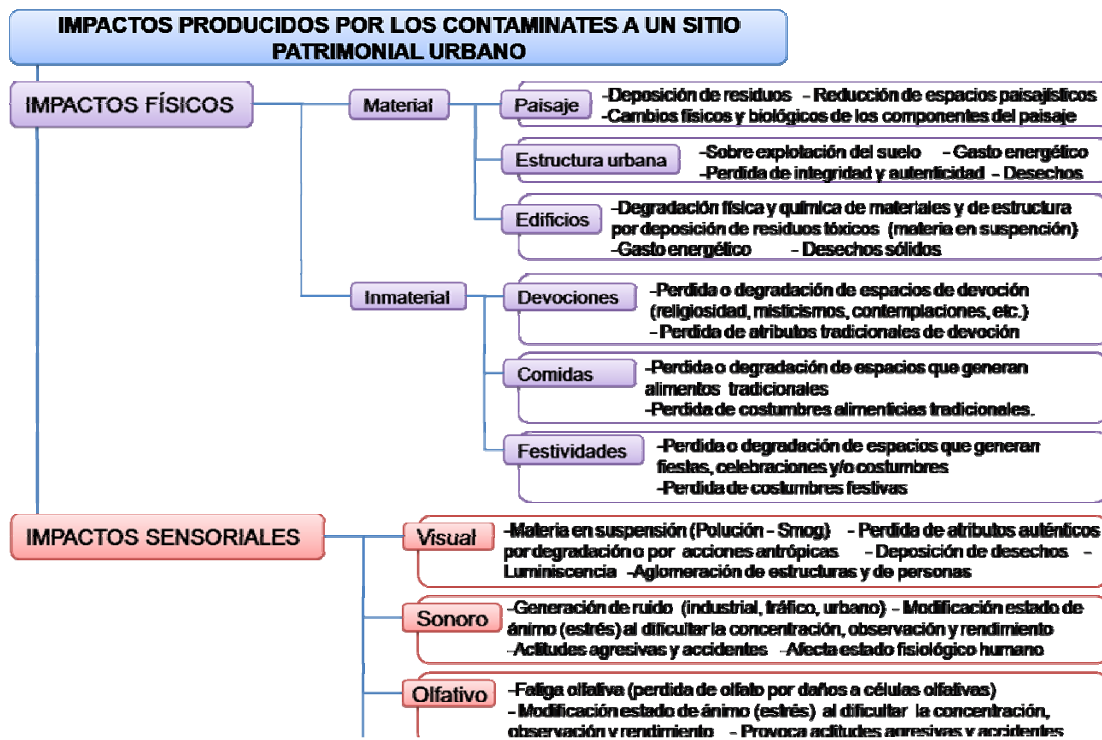 IMPACTOS PRODUCIDOS POR LOS CONTAMINATES A UN SITIO
PATRIMONIAL URBANO
IMPACTOS FÍSICOS
Material
Paisaje
-Deposición de residuos - Reducción de espacios paisajísticos
-Cambios físicos y biológicos de los componentes del paisaje
Estructura urbana
-Sobre explotación del suelo - Gasto energético
-Perdida de integridad y autenticidad - Desechos
Edificios
-Degradación física y química de materiales y de estructura
por deposición de residuos tóxicos (materia en suspención)
-Gasto energético - Desechos sólidos
Inmaterial
Devociones
-Perdida o degradación de espacios de devoción
(religiosidad, misticismos, contemplaciones, etc.)
- Perdida de atributos tradicionales de devoción
Comidas
-Perdida o degradación de espacios que generan
alimentos tradicionales
-Perdida de costumbres alimenticias tradicionales.
Festividades
-Perdida o degradación de espacios que generan
fiestas, celebraciones y/o costumbres
-Perdida de costumbres festivas
IMPACTOS SENSORIALES
Visual
-Materia en suspensión (Polución - Smog) - Perdida de atributos auténticos
por degradación o por acciones antrópicas - Deposición de desechos -
Luminiscencia -Aglomeración de estructuras y de personas
Sonoro
-Generación de ruido (industrial, tráfico, urbano) - Modificación estado de
ánimo (estrés) al dificultar la concentración, observación y rendimiento
-Actitudes agresivas y accidentes - Afecta estado fisiológico humano
Olfativo
-Fatiga olfativa (perdida de olfato por daños a células olfativas)
- Modificación estado de ánimo (estrés) al dificultar la concentración,
observación y rendimiento - Provoca actitudes agresivas y accidentes